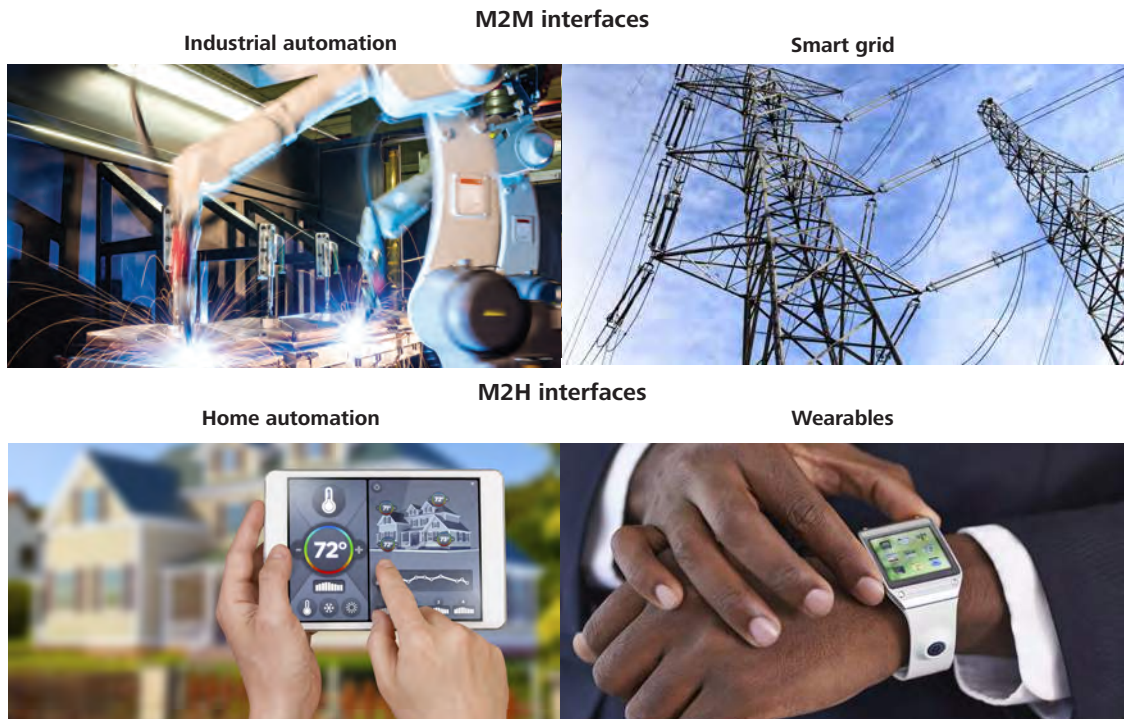 M2M interfaces
Industrial automation
Smart grid
M2H interfaces
Home automation
Wearables
72°
- +